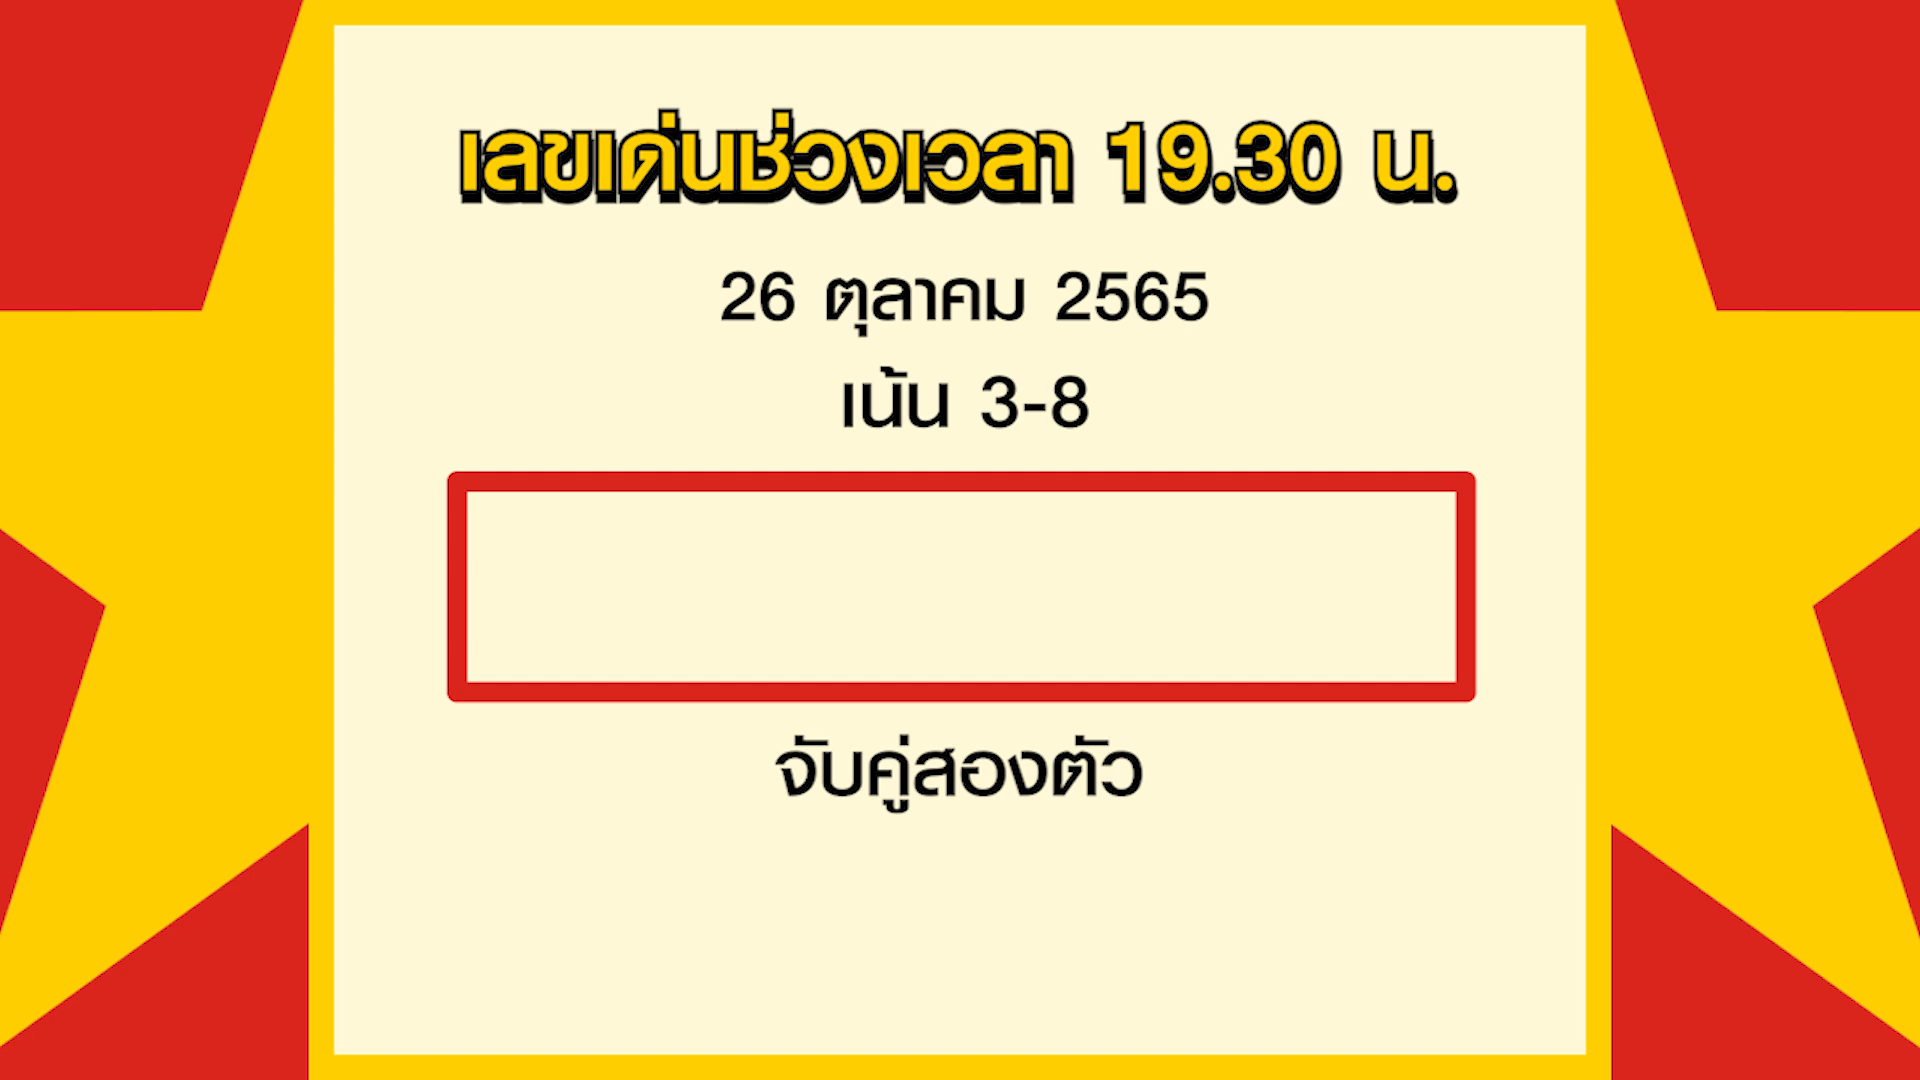 เลขเด่นช่วงเวลา 19.30 น.
26 ตุลาคม 2565
เน้น 3-8
จับคู่สองตัว